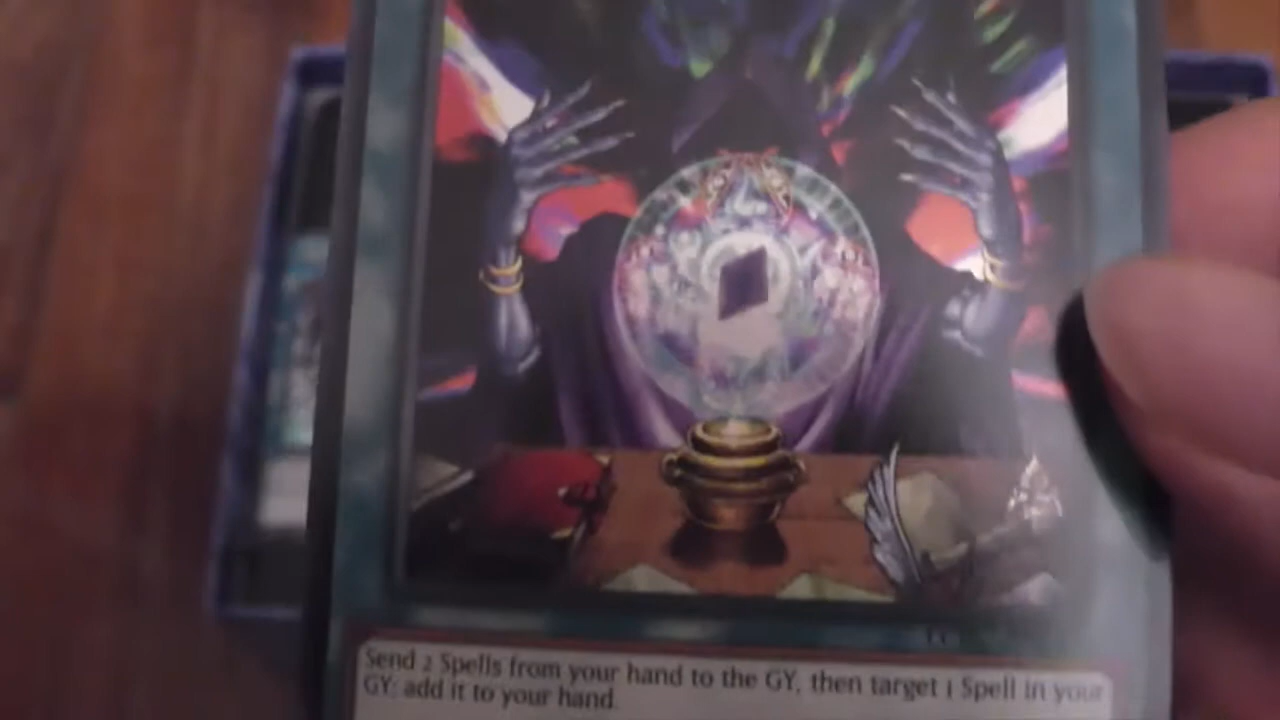 Send 2 Spells from your hand to the GY, then target 1 Spell in your
GY; add it to your hand.